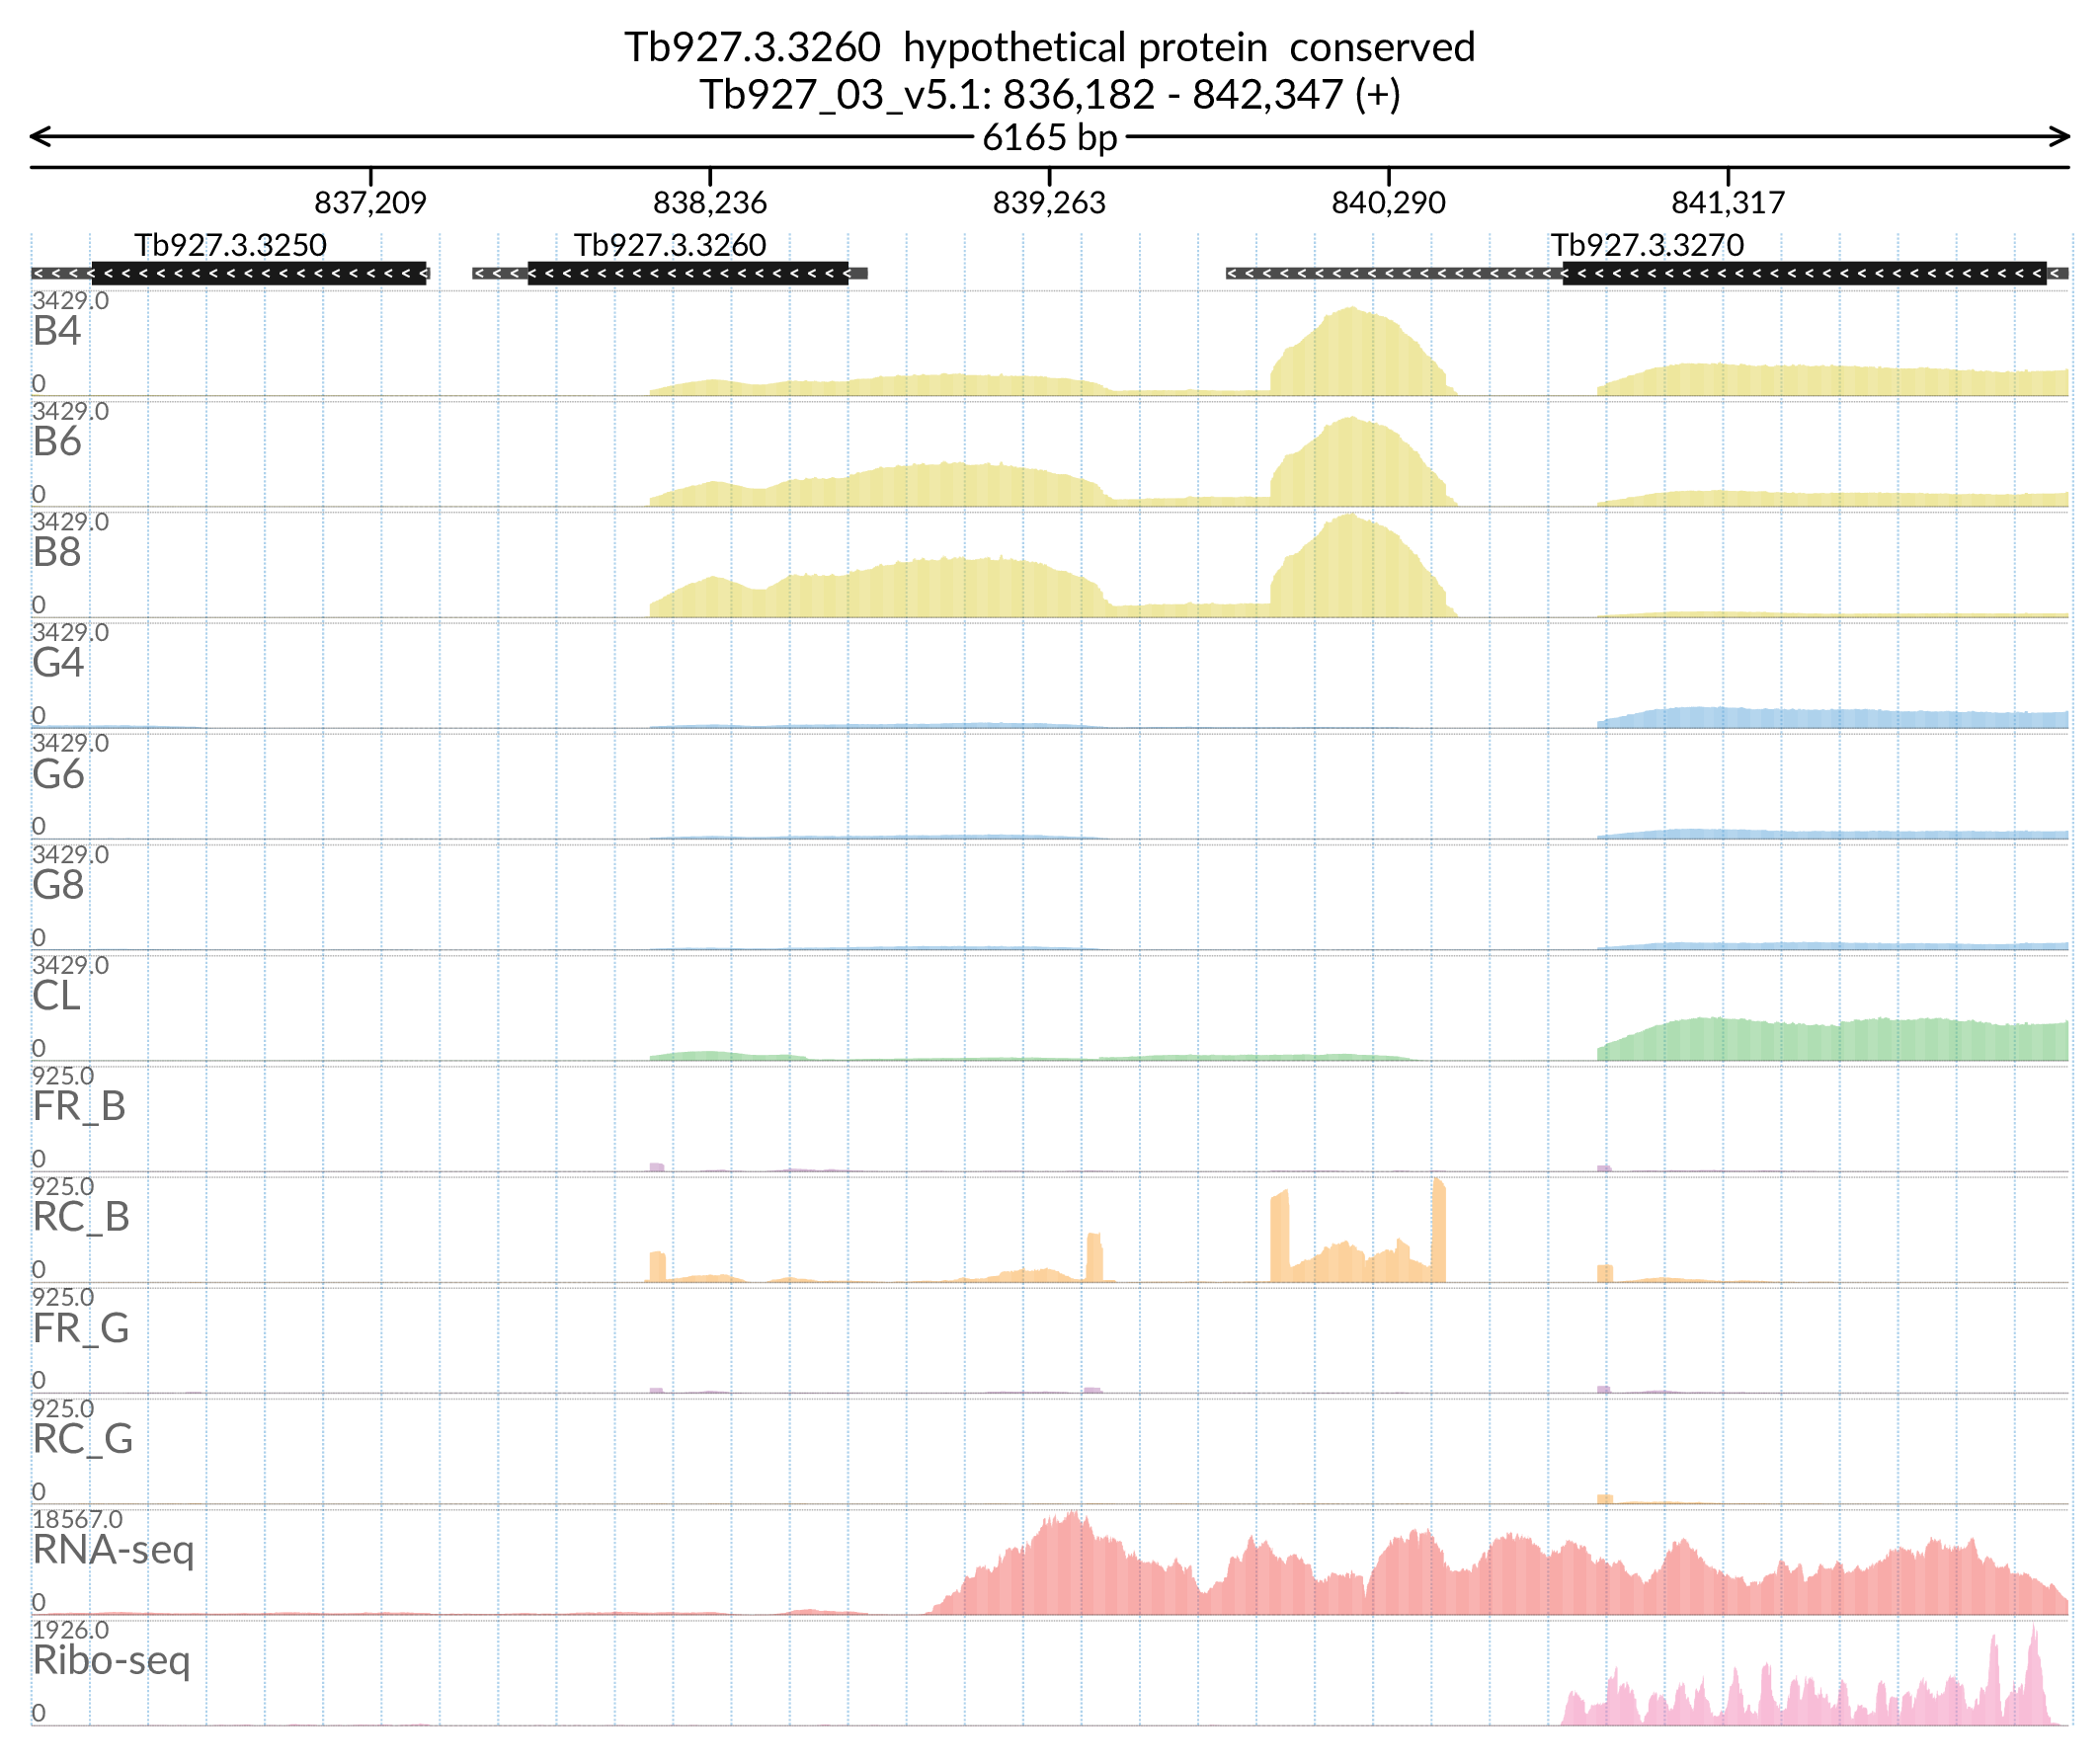 Tb927.3.3260  hypothetical protein  conserved
Tb927_03_v5.1: 836,182 - 842,347 (+)
6165 bp
837,209 838,236 839,263 840,290 841,317
Tb927.3.3250 Tb927.3.3260 Tb927.3.3270
3429.0
B4
0
3429.0
B6
0
3429.0
B8
0
3429.0
G4
0
3429.0
G6
0
3429.0
G8
0
3429.0
CL
0
925.0
FR_B
0
925.0
RC_B
0
925.0
FR_G
0
925.0
RC_G
0
18567.0
RNA-seq
0
1926.0
Ribo-seq
0